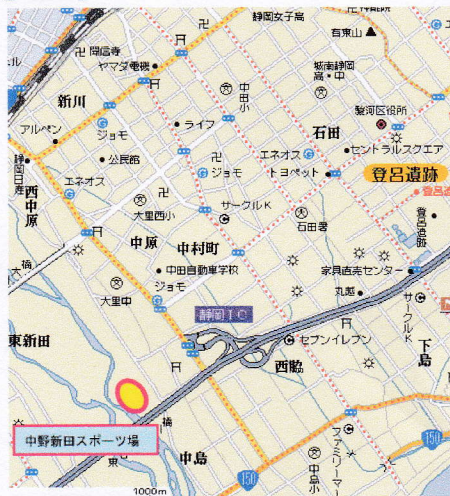 静岡女子高
有東山
開信寺
ヤマダ電機
城南静岡
高・中
新川
中田小
駿河区役所
アルペン
ジョモ
ライフ
石田
公民館
ジョモ
エネオス
セントラルスクエア
静岡日産
トヨペット
登呂遺跡
西中原
エネオス
大里西小
サークルK
石田署
登呂遺跡
中原
中村町
中田自動車学校
家具直売センター
大里中
ジョモ
丸越
静岡IC
サークルK
東新田
セブンイレブン
下島
西脇
中野新田スポーツ場
橋
ファミリーマ
150
東
中島
150
中島小
1000m